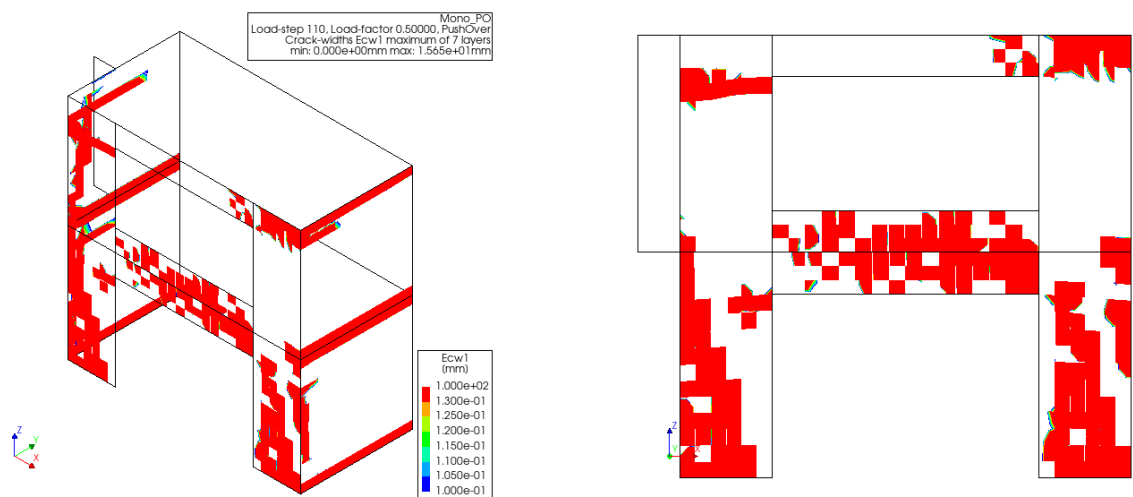 Mono_PO
Load-step 110, Load-factor 0.50000, PushOver
Crack-widths Ecw1 maximum of 7 layers
min: 0.000e+00mm max: 1.565e+01mm
Ecw1
(mm)
1.000e+02
1.300e-01
1.250e-01
1.200e-01
1.150e-01
1.100e-01
1.050e-01
1.000e-01
Z
Y
X
Z
Y
X